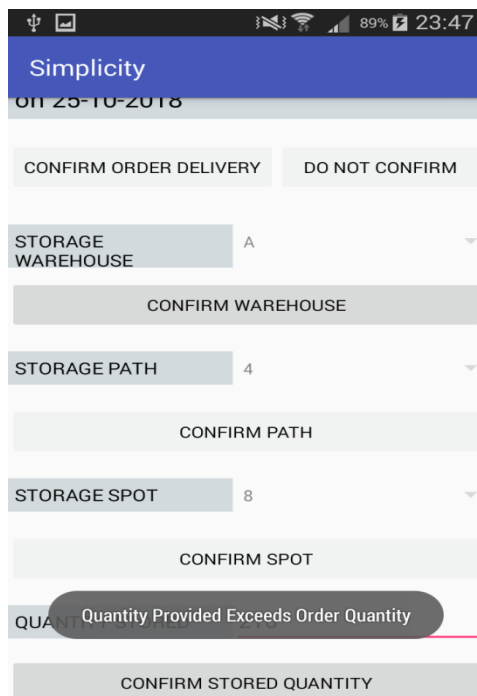 89% 23:47
Simplicity
on 25-10-2018
CONFIRM ORDER DELIVERY DO NOT CONFIRM
STORAGE A
WAREHOUSE
CONFIRM WAREHOUSE
STORAGE PATH 4
CONFIRM PATH
STORAGE SPOT 8
CONFIRM SPOT
Quantity Provided Exceeds Order Quantity
CONFIRM STORED QUANTITY